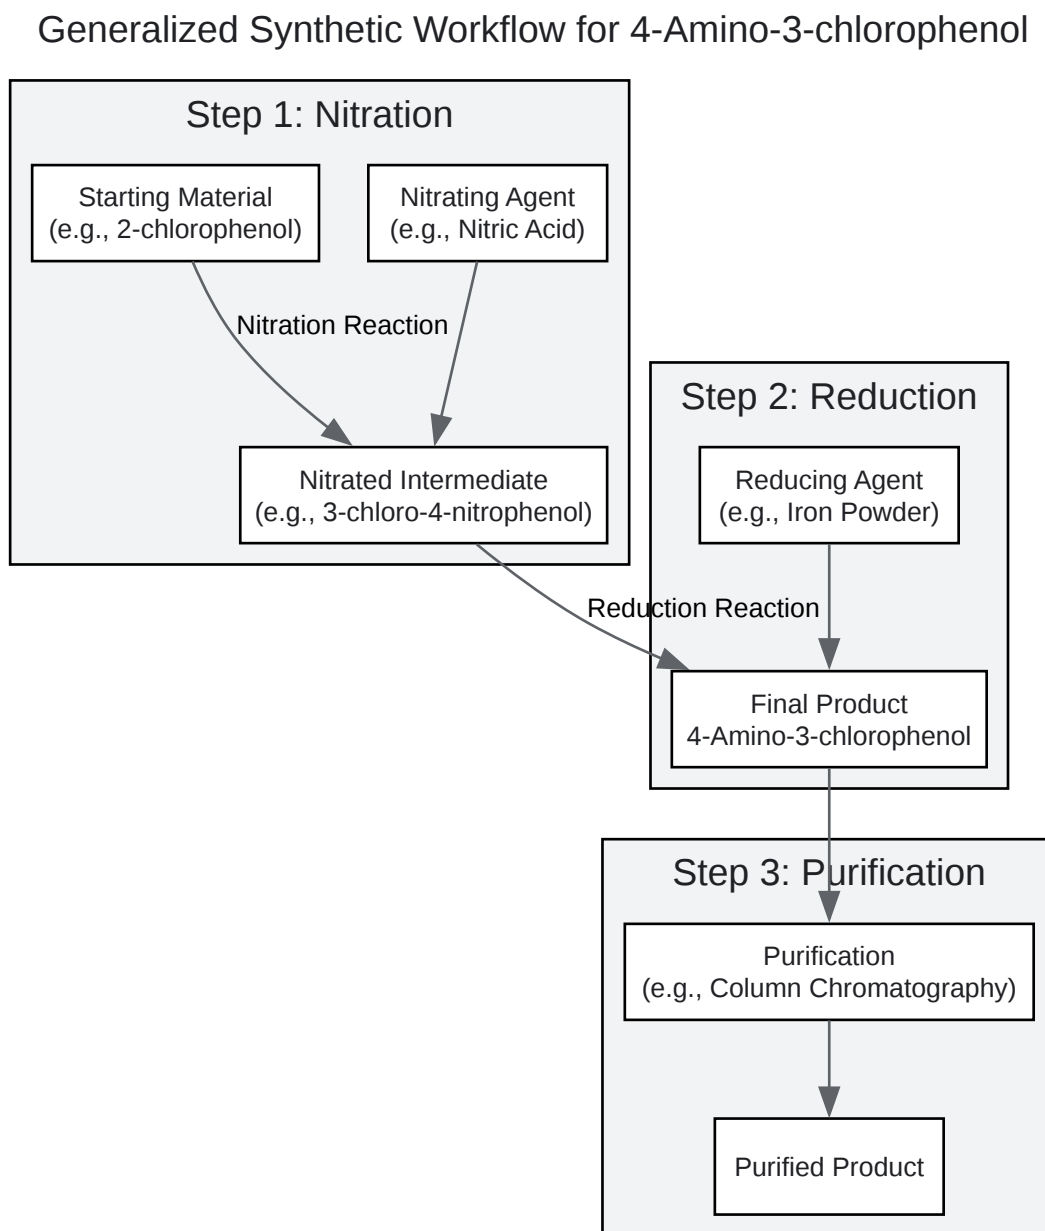 Generalized Synthetic Workflow for 4-Amino-3-chlorophenol
Step 1: Nitration
Starting Material
(e.g., 2-chlorophenol)
Nitrating Agent
(e.g., Nitric Acid)
Nitration Reaction
Nitrated Intermediate
(e.g., 3-chloro-4-nitrophenol)
Step 2: Reduction
Reducing Agent
(e.g., Iron Powder)
Reduction Reaction
Final Product
4-Amino-3-chlorophenol
Step 3: Purification
Purification
(e.g., Column Chromatography)
Purified Product